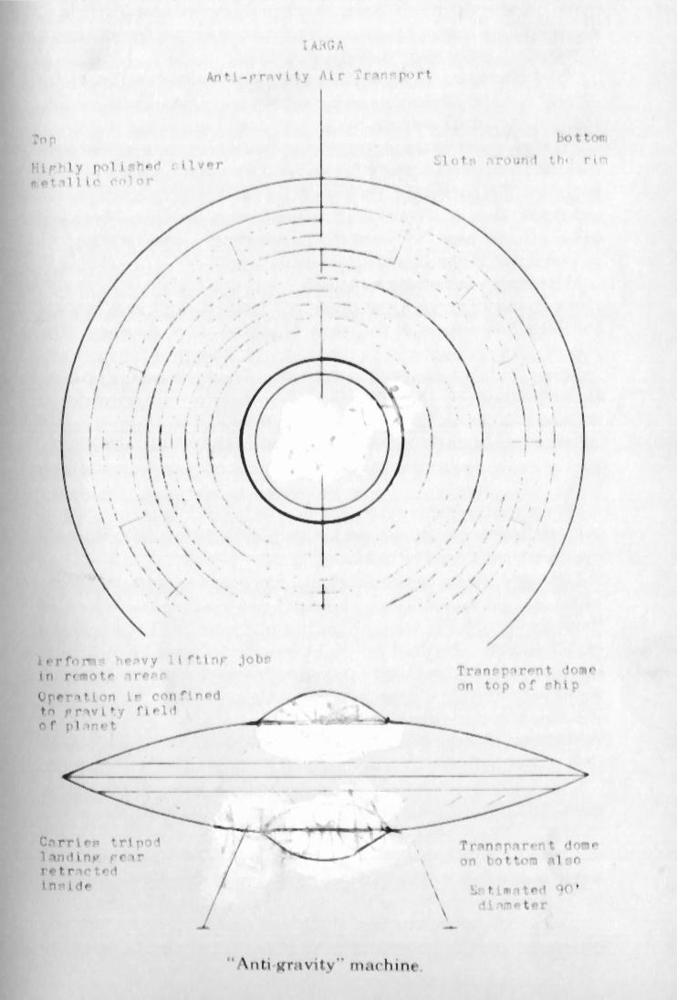 IARGA
Anti-gravity Air Transport
Top
Highly polished silver
metallic color
bottom
Slots around the rim
Performs heavy lifting jobs
in remote areas
Operation is confined
to gravity field
of planet
Transparent dome
on top of ship
Carries tripod
landing gear
retracted
inside
Transparent dome
on bottom also
Estimated 90'
diameter
"Anti-gravity" machine.